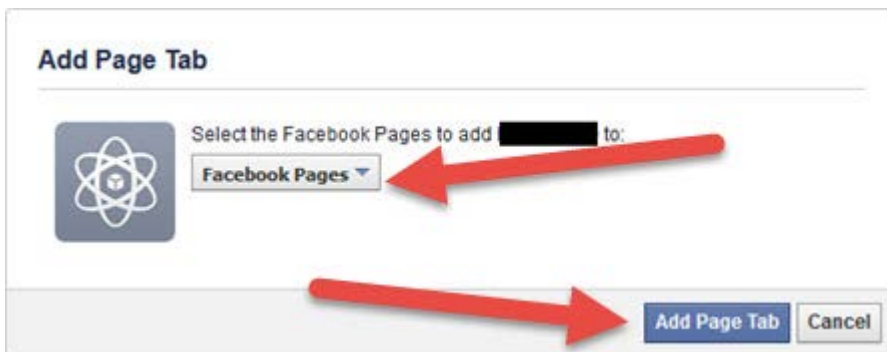 Add Page Tab
Select the Facebook Pages to add to:
Facebook Pages
Add Page Tab Cancel